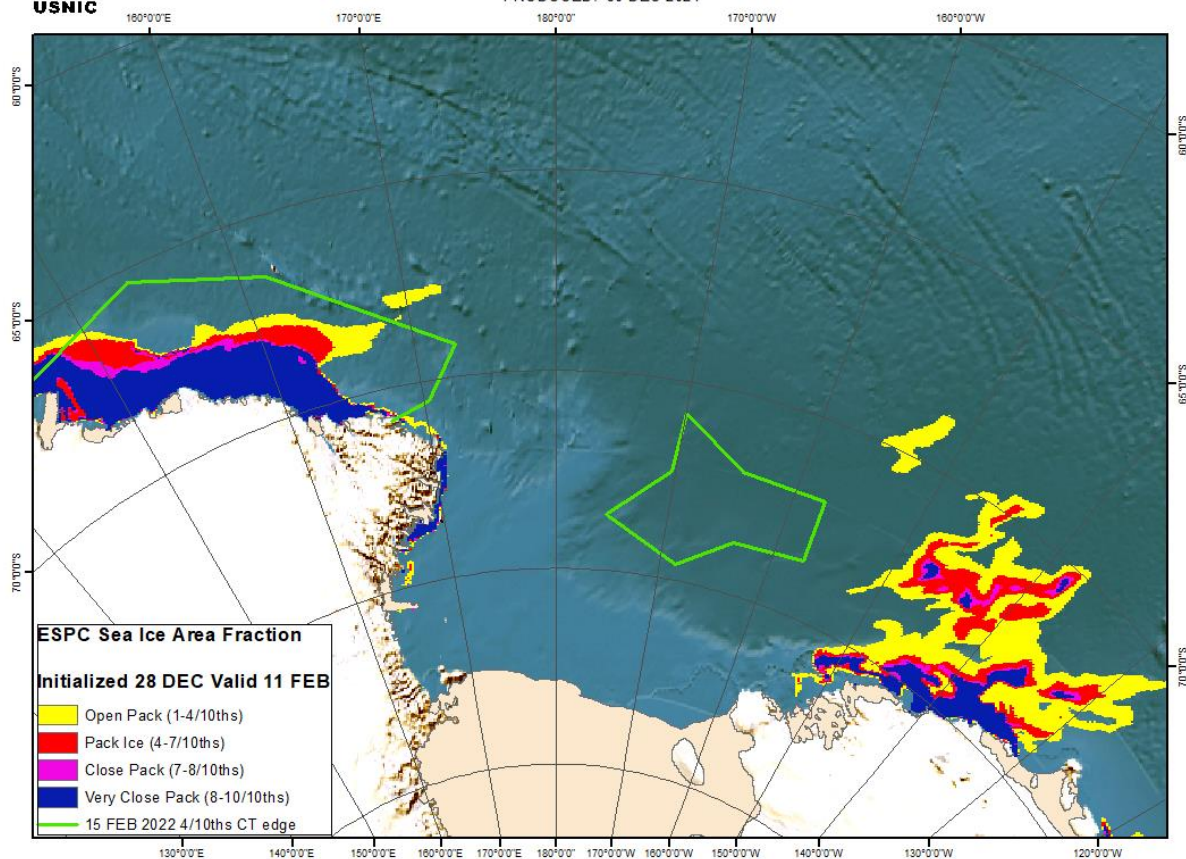 USNIC
160°0'0"E 170°0'0"E 180°0'0" 170°0'0"W 160°0'0"W
60°0'0"S
60°0'0"S
65°0'0"S
65°0'0"S
70°0'0"S
70°0'0"S
ESPC Sea Ice Area Fraction
Initialized 28 DEC Valid 11 FEB
Open Pack (1-4/10ths)
Pack Ice (4-7/10ths)
Close Pack (7-8/10ths)
Very Close Pack (8-10/10ths)
15 FEB 2022 4/10ths CT edge
130°0'0"E 140°0'0"E 150°0'0"E 160°0'0"E 170°0'0"E 180°0'0" 170°0'0"W 160°0'0"W 150°0'0"W 140°0'0"W 130°0'0"W 120°0'0"W